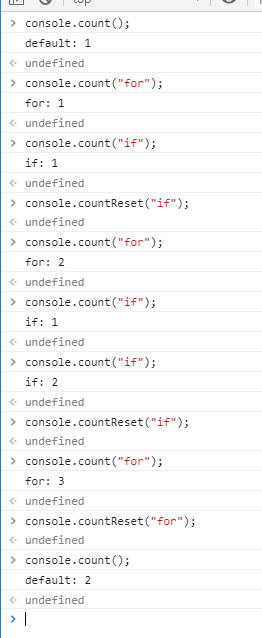 top
> console.count();
default: 1
< undefined
> console.count("for");
for: 1
< undefined
> console.count("if");
if: 1
< undefined
> console.countReset("if");
< undefined
> console.count("for");
for: 2
< undefined
> console.count("if");
if: 1
< undefined
> console.count("if");
if: 2
< undefined
> console.countReset("if");
< undefined
> console.count("for");
for: 3
< undefined
> console.countReset("for");
< undefined
> console.count();
default: 2
< undefined
>